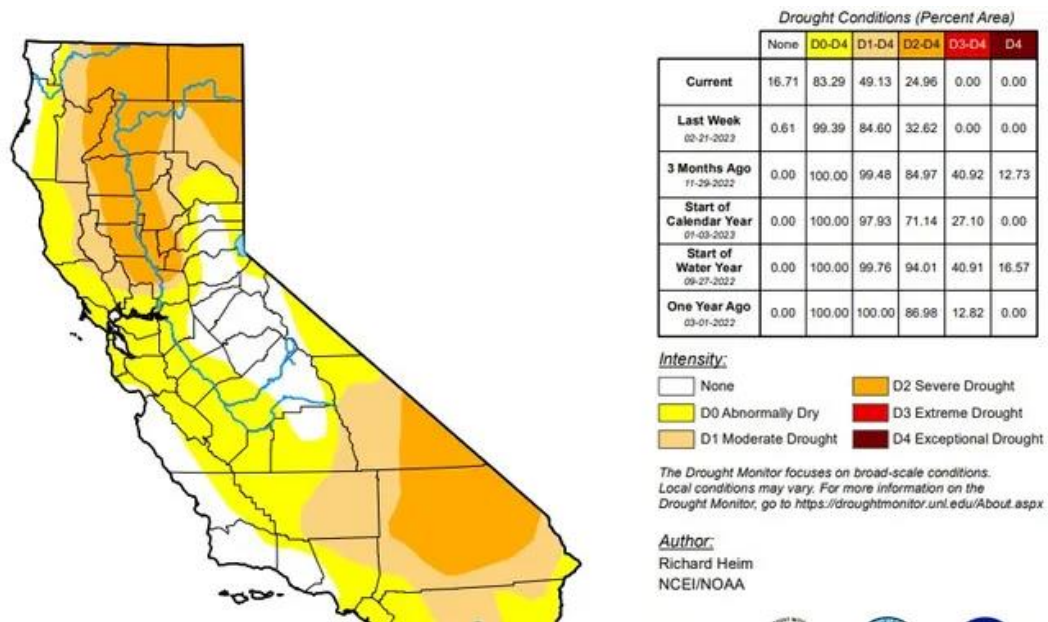 Drought Conditions (Percent Area)
None D0-D4 D1-D4 D2-D4 D3-D4 D4
Current 16.71 83.29 49.13 24.96 0.00 0.00
Last Week
02-21-2023
0.61 99.39 84.60 32.62 0.00 0.00
3 Months Ago
11-29-2022
0.00 100.00 99.48 84.97 40.92 12.73
Start of
Calendar Year
01-03-2023
0.00 100.00 97.93 71.14 27.10 0.00
Start of
Water Year
09-27-2022
0.00 100.00 99.76 94.01 40.91 16.57
One Year Ago
03-01-2022
0.00 100.00 100.00 86.98 12.82 0.00
Intensity:
None
D0 Abnormally Dry
D1 Moderate Drought
D2 Severe Drought
D3 Extreme Drought
D4 Exceptional Drought
The Drought Monitor focuses on broad-scale conditions.
Local conditions may vary. For more information on the
Drought Monitor, go to https://droughtmonitor.unl.edu/About.aspx
Author:
Richard Heim
NCEI/NOAA